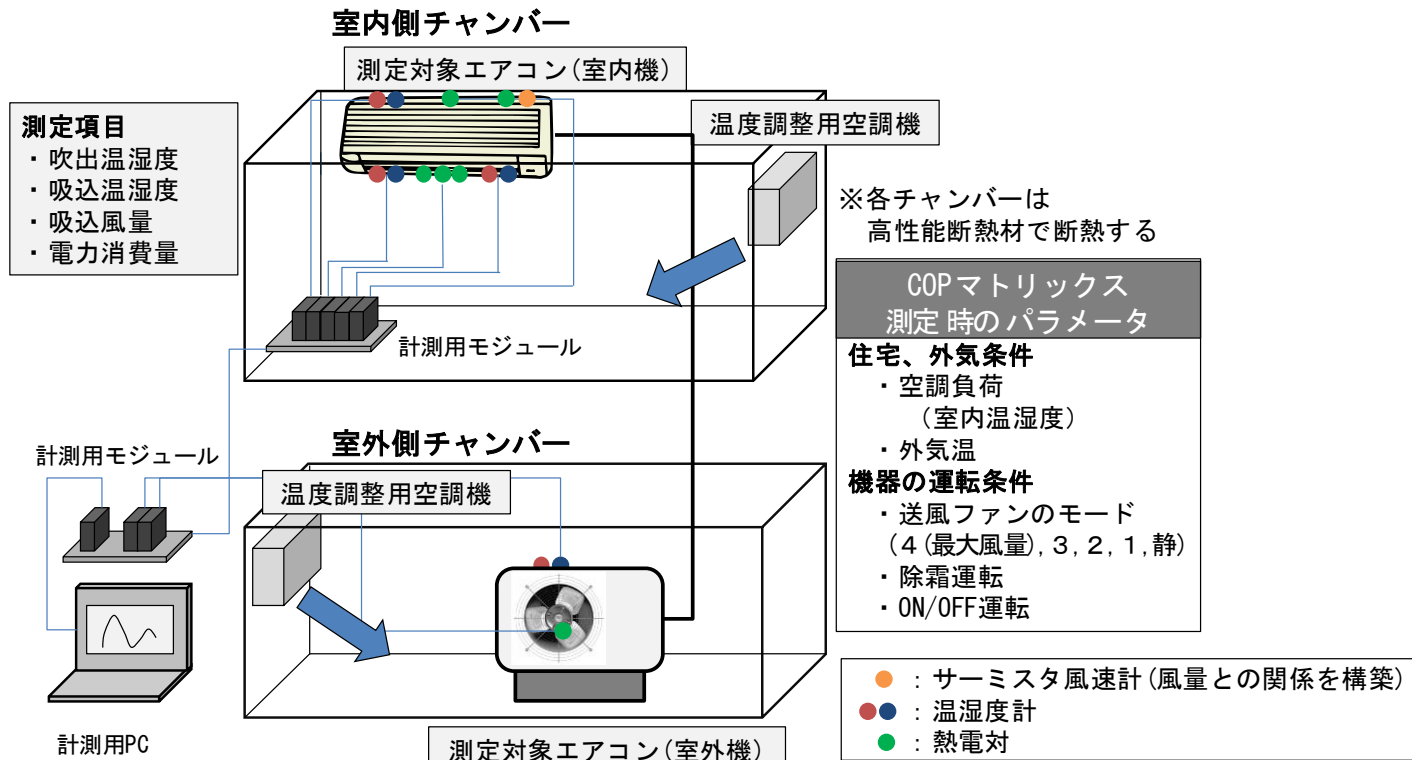 室内側チャンバー
測定対象エアコン(室内機)
測定項目
・吹出温湿度
・吸込温湿度
・吸込風量
・電力消費量
温度調整用空調機
※各チャンバーは
高性能断熱材で断熱する
計測用モジュール
COPマトリックス
測定時のパラメータ
住宅、外気条件
・空調負荷
(室内温湿度)
・外気温
機器の運転条件
・送風ファンのモード
(4(最大風量),3,2,1,静)
・除霜運転
・ON/OFF運転
室外側チャンバー
計測用モジュール
温度調整用空調機
計測用PC
測定対象エアコン(室外機)
:サーミスタ風速計(風量との関係を構築)
:温湿度計
:熱電対